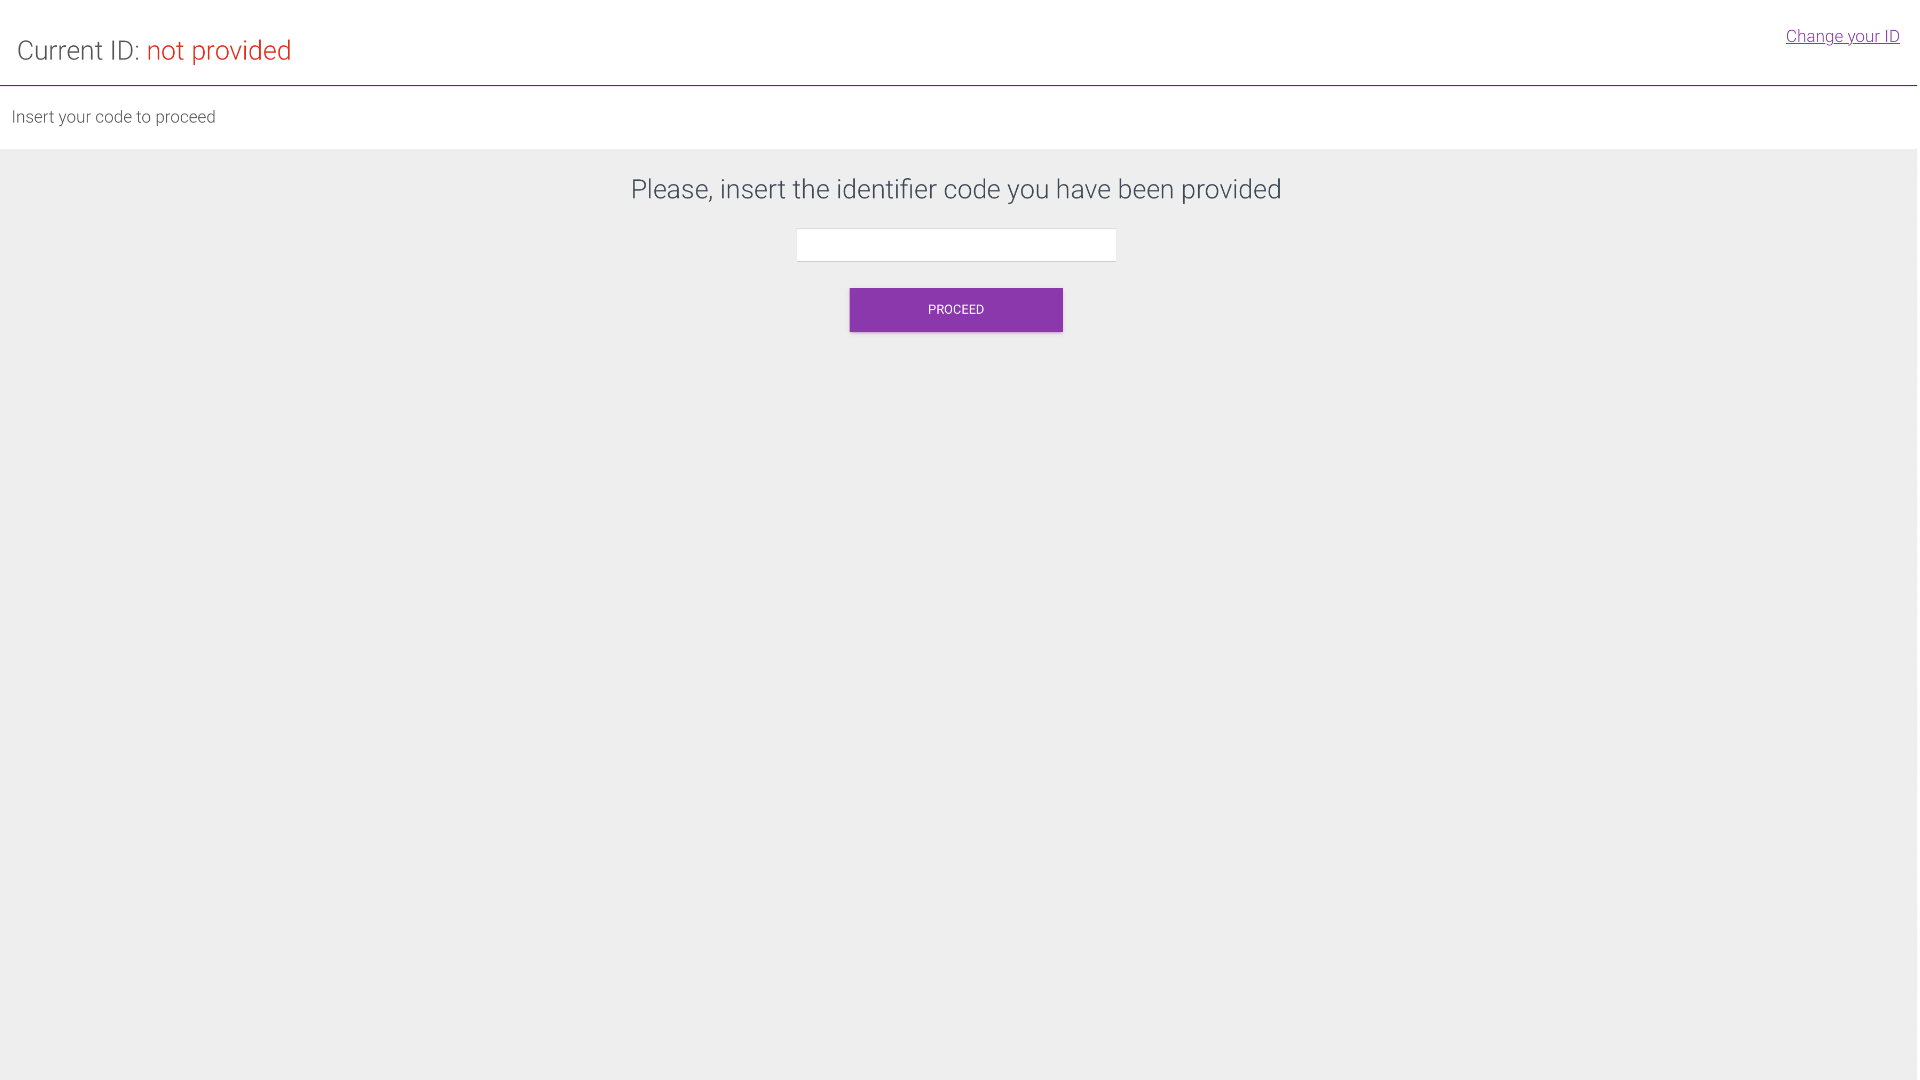 Current ID: not provided
Change your ID
Insert your code to proceed
Please, insert the identifier code you have been provided
PROCEED